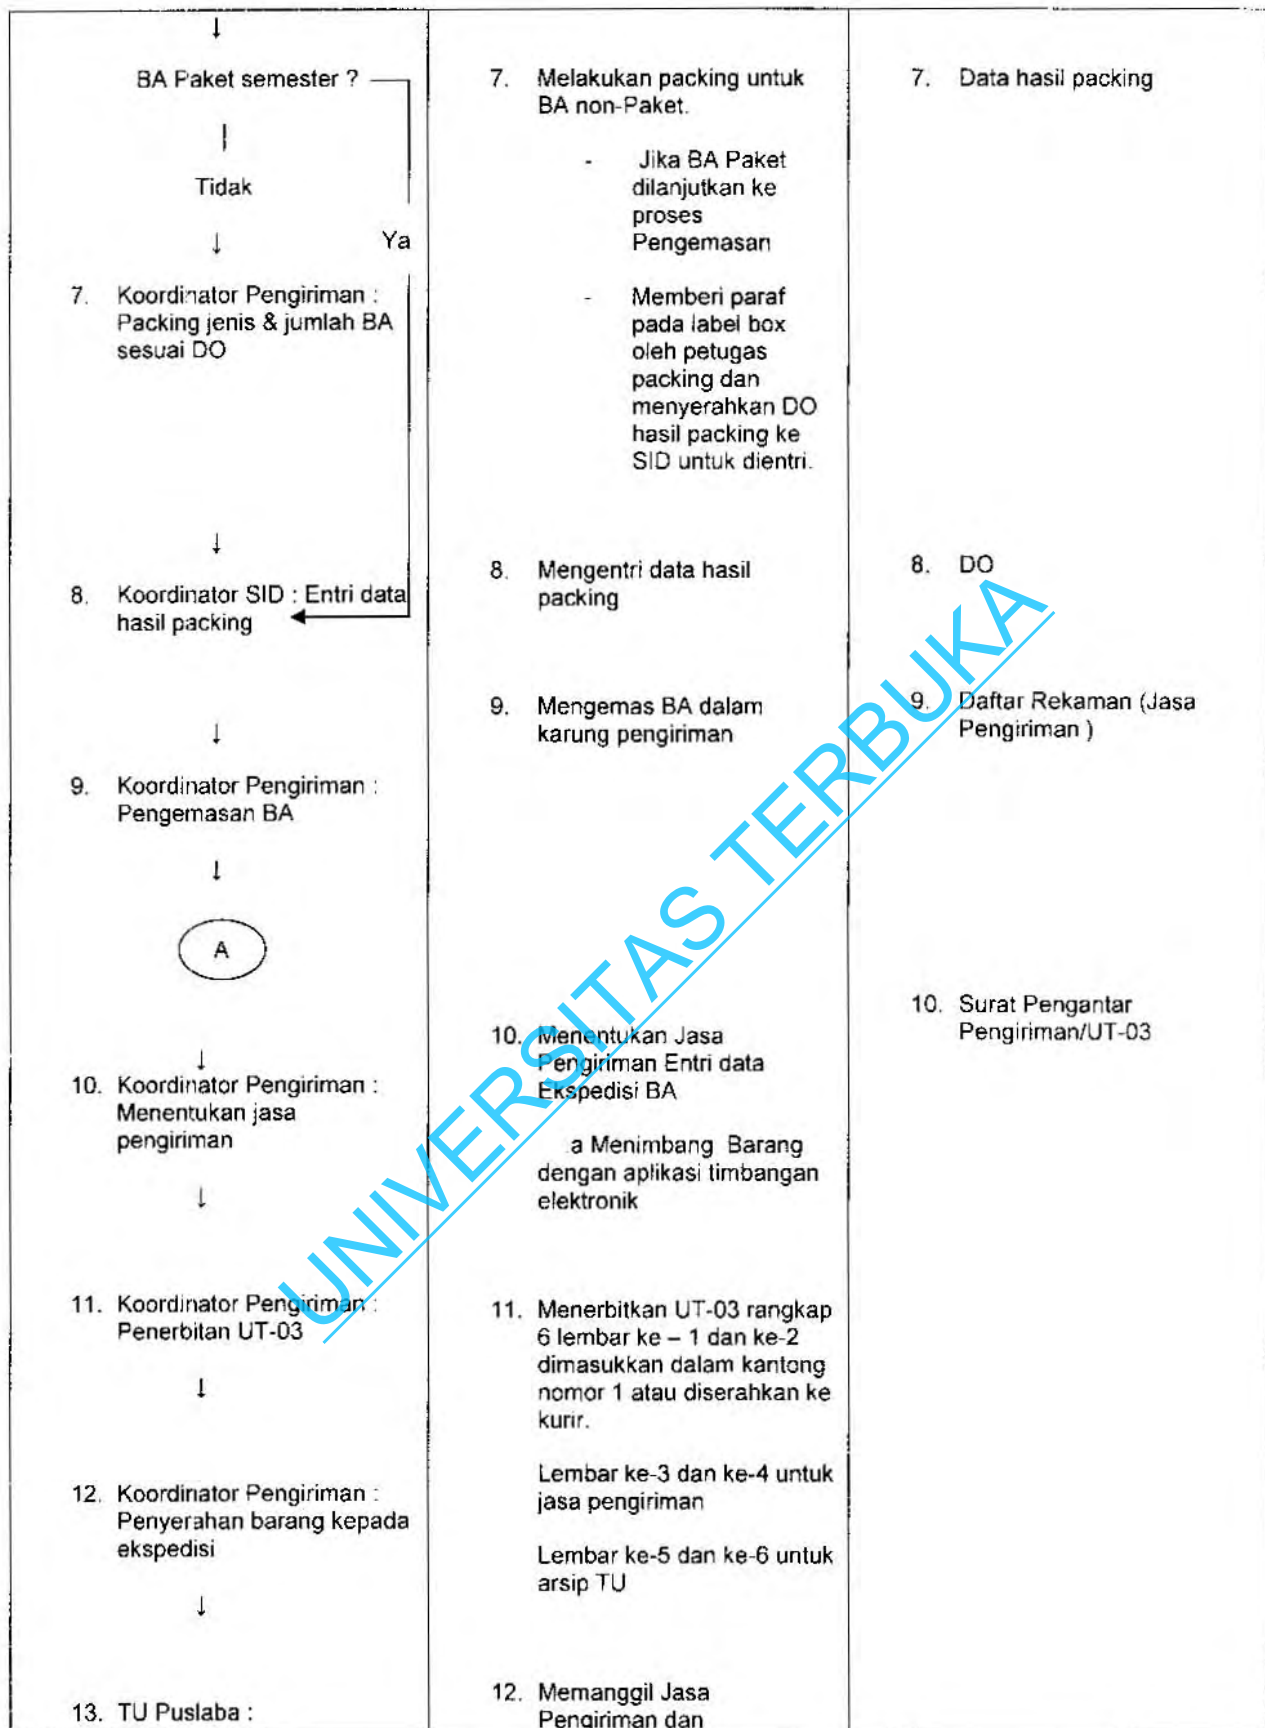 ↓
BA Paket semester ?
Tidak
↓
Ya
7. Koordinator Pengiriman :
Packing jenis & jumlah BA
sesuai DO
↓
8. Koordinator SID : Entri data
hasil packing
↓
9. Koordinator Pengiriman :
Pengemasan BA
↓
A
↓
10. Koordinator Pengiriman :
Menentukan jasa
pengiriman
↓
11. Koordinator Pengiriman :
Penerbitan UT-03
↓
12. Koordinator Pengiriman :
Penyerahan barang kepada
ekspedisi
↓
13. TU Puslaba :
7. Melakukan packing untuk
BA non-Paket.
- Jika BA Paket
dilanjutkan ke
proses
Pengemasan
- Memberi paraf
pada label box
oleh petugas
packing dan
menyerahkan DO
hasil packing ke
SID untuk dientri.
8. Mengentri data hasil
packing
9. Mengemas BA dalam
karung pengiriman
10. Menentukan Jasa
Pengiriman Entri data
Ekspedisi BA
.a Menimbang Barang
dengan aplikasi timbangan
elektronik
11. Menerbitkan UT-03 rangkap
6 lembar ke – 1 dan ke-2
dimasukkan dalam kantong
nomor 1 atau diserahkan ke
kurir.
Lembar ke-3 dan ke-4 untuk
jasa pengiriman
Lembar ke-5 dan ke-6 untuk
arsip TU
12. Memanggil Jasa
Pengiriman dan
7. Data hasil packing
8. DO
9. Daftar Rekaman (Jasa
Pengiriman )
10. Surat Pengantar
Pengiriman/UT-03
UNIVERSITAS TERBUKA